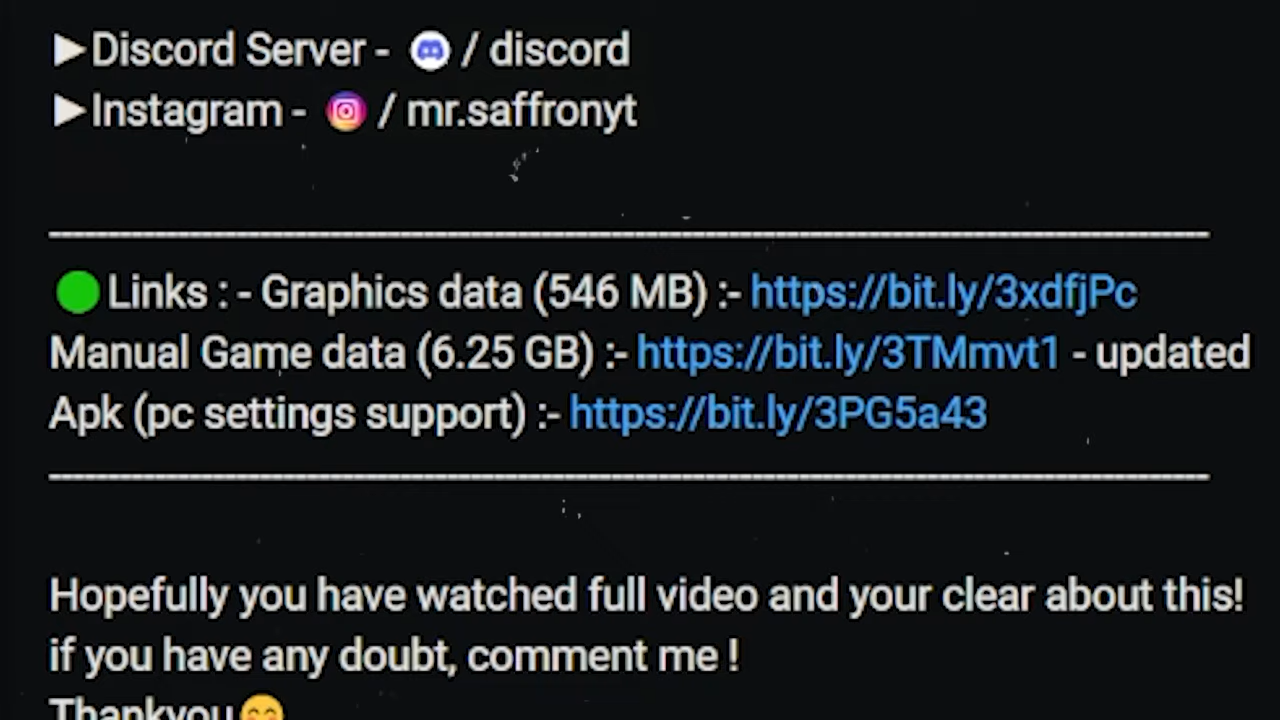 ▶Discord Server - / discord
▶Instagram - / mr.saffronyt
Links : - Graphics data (546 MB) :- https://bit.ly/3xdfjPc
Manual Game data (6.25 GB) :- https://bit.ly/3TMmvt1 - updated
Apk (pc settings support) :- https://bit.ly/3PG5a43
Hopefully you have watched full video and your clear about this!
if you have any doubt, comment me !
Thankyou😊